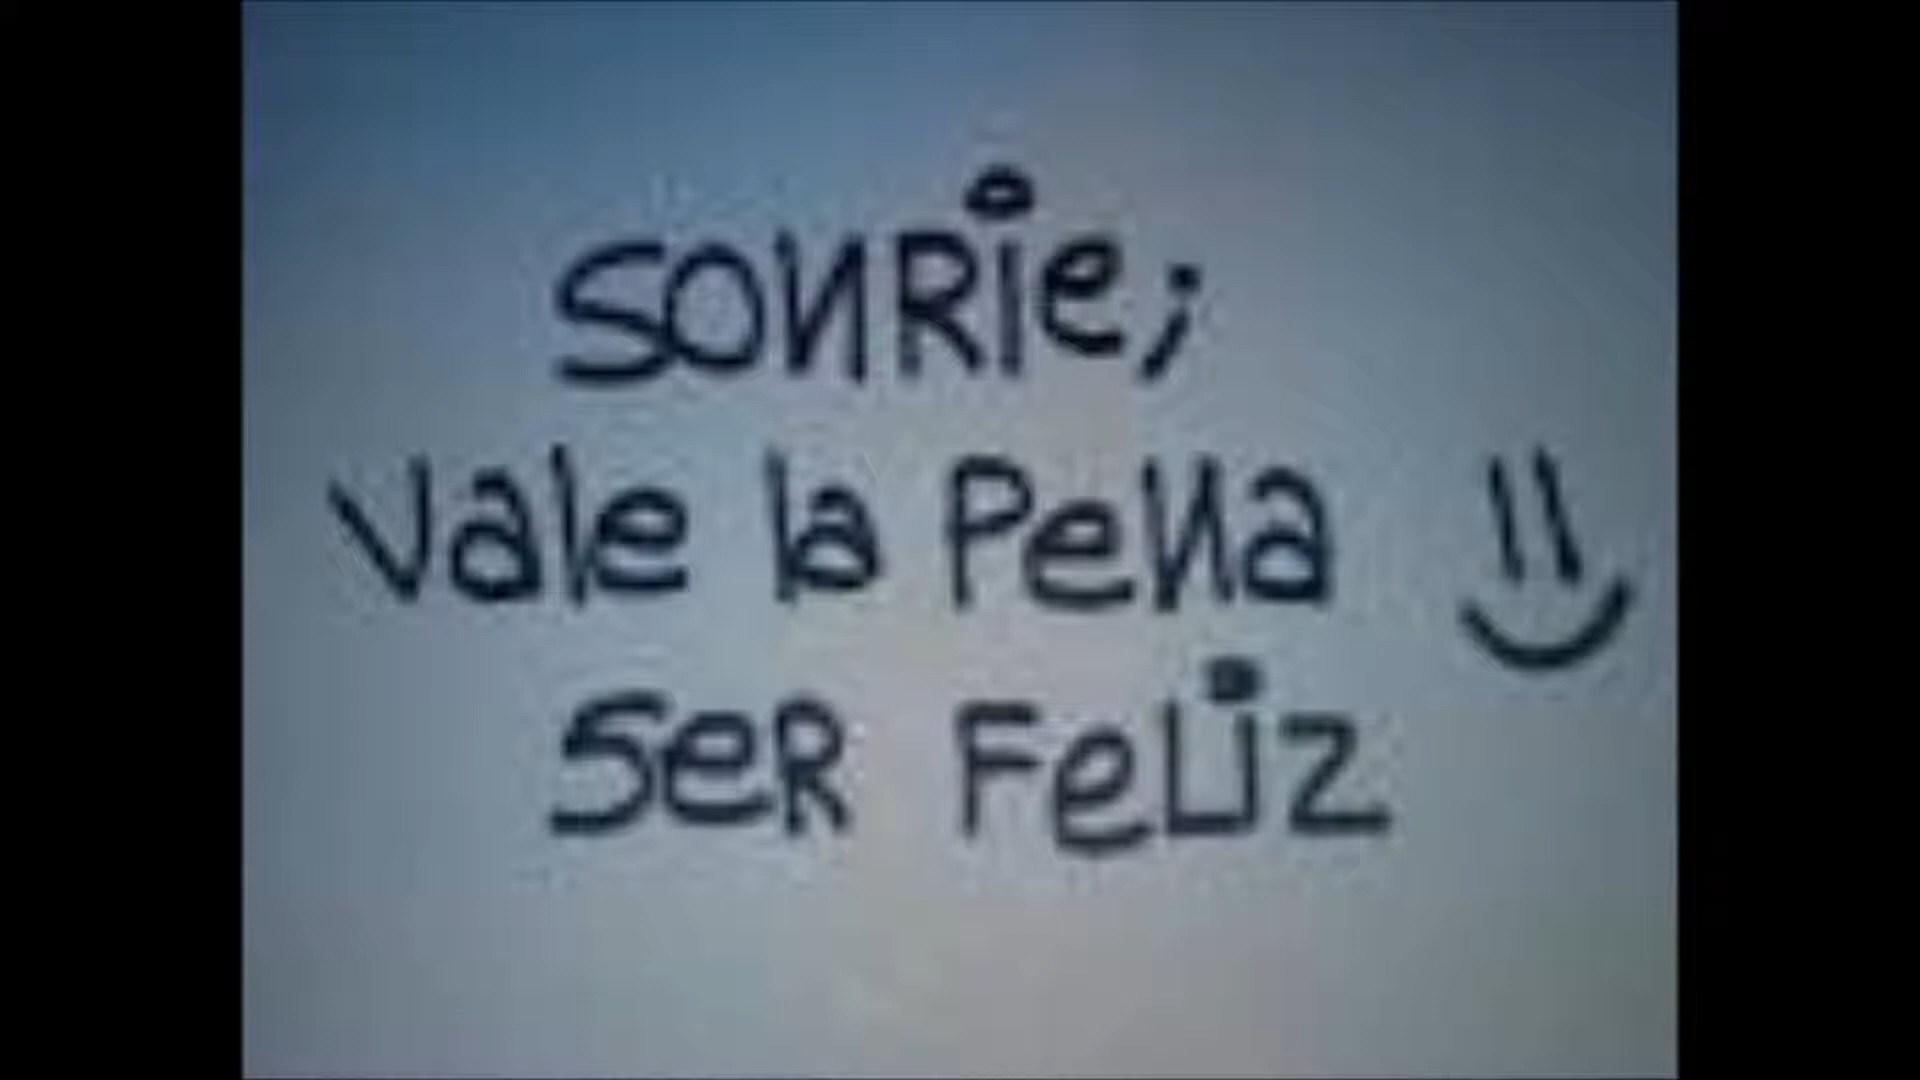 SONRie;
Vale la PeNa =)
SeR FeLiZ